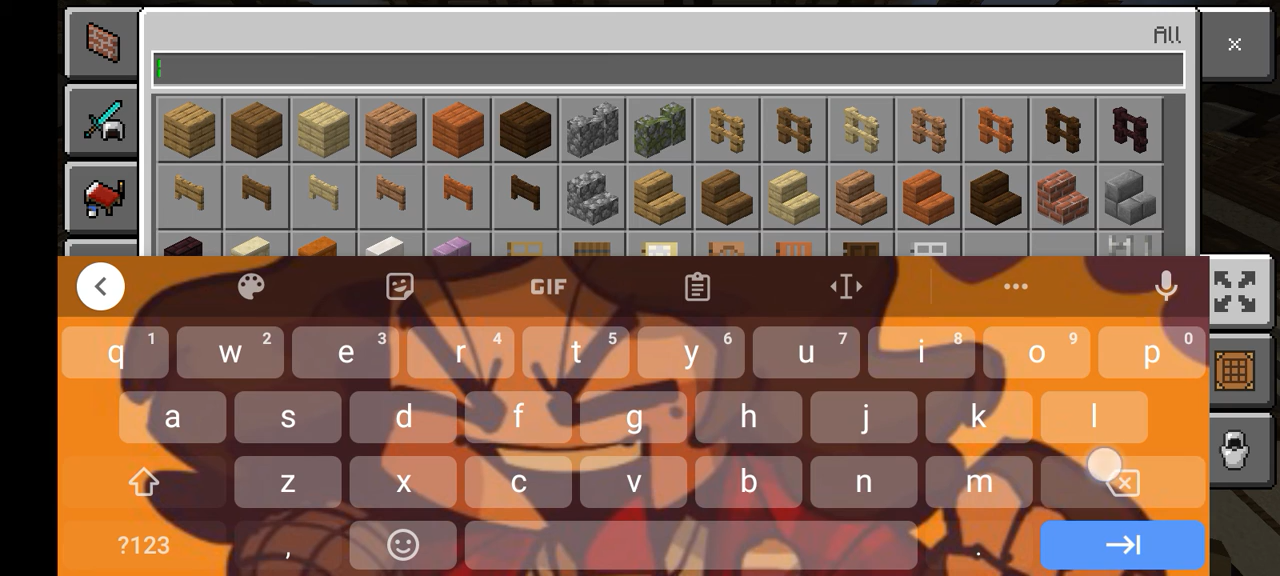 All
GIF
q 1 w 2 e 3 r 4 t 5 y 6 u 7 i 8 o 9 p 0
a s d f g h j k l
z x c v b n m
?123 , .